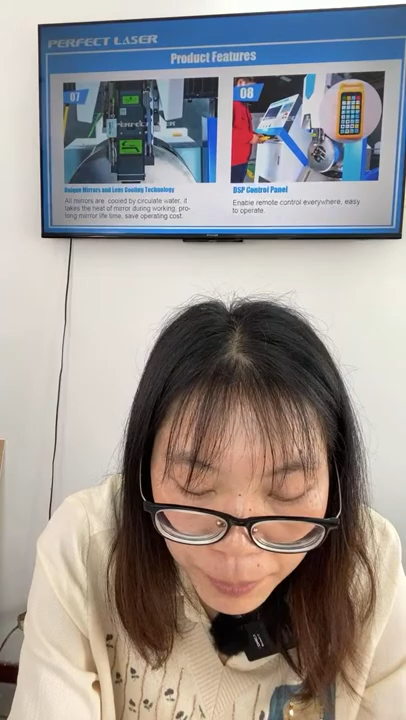 PERFECT LASER
Product Features
07
08
PERFECT LASER
Unique Mirrors and Lens Cooling Technology
All mirrors are cooled by circulate water, it
takes the heat of mirror during working, pro-
long mirror life time, save operating cost.
DSP Control Panel
Enable remote control everywhere, easy
to operate.